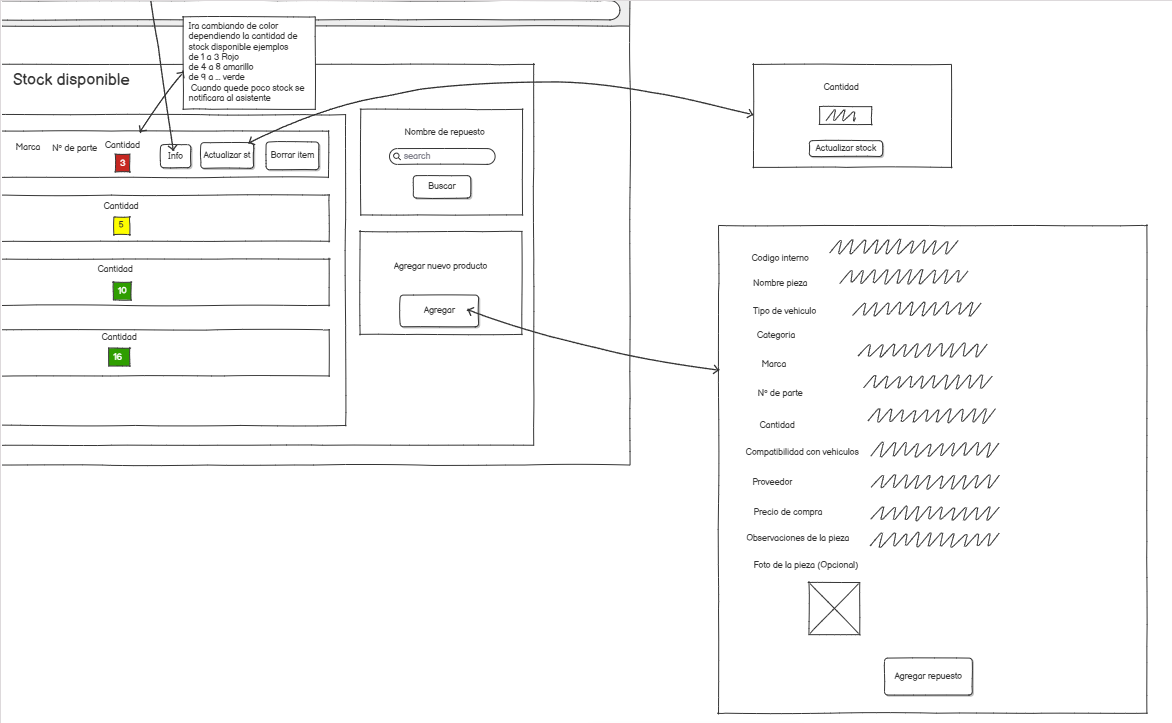 Ira cambiando de color
dependiendo la cantidad de
stock disponible ejemplos
de 1 a 3 Rojo
de 4 a 8 amarillo
de 9 a ... verde
Cuando quede poco stock se
notificara al asistente
Stock disponible
Marca
Nº de parte
Cantidad
3
Info
Actualizar st
Borrar item
Cantidad
5
Cantidad
10
Cantidad
16
Nombre de repuesto
search
Buscar
Agregar nuevo producto
Agregar
Cantidad
Actualizar stock
Codigo interno
Nombre pieza
Tipo de vehiculo
Categoria
Marca
Nº de parte
Cantidad
Compatibilidad con vehiculos
Proveedor
Precio de compra
Observaciones de la pieza
Foto de la pieza (Opcional)
Agregar repuesto